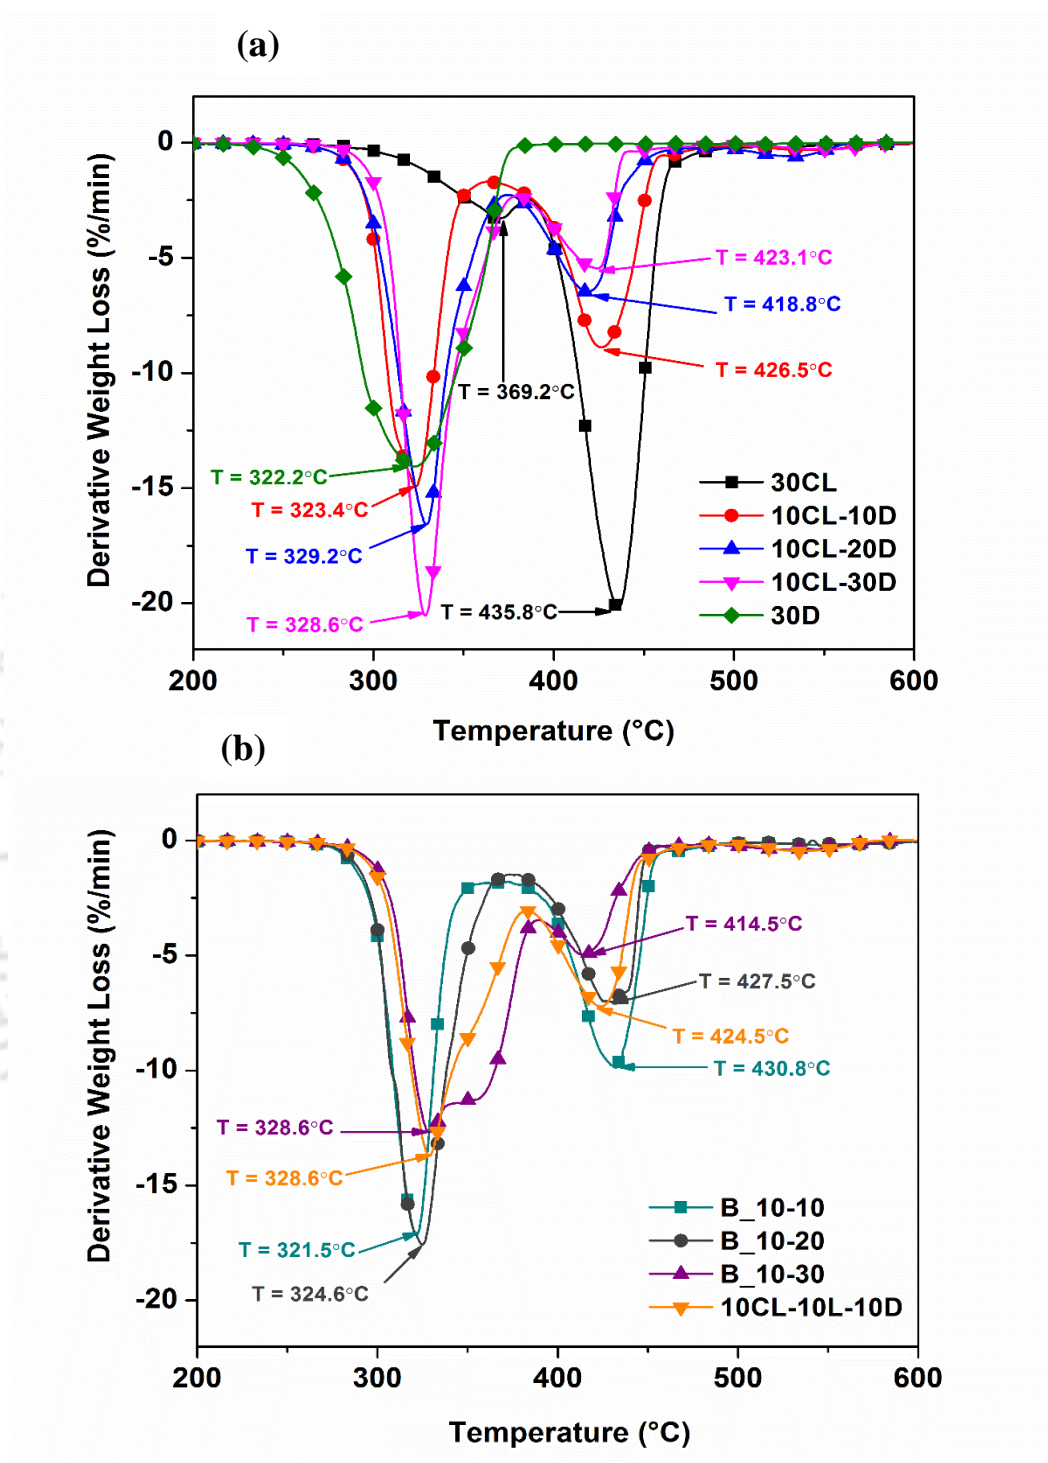 (a)
0
-5
-10
-15
-20
Derivative Weight Loss (%/min)
T = 423.1°C
T = 418.8°C
T = 426.5°C
T = 369.2°C
T = 322.2°C
T = 323.4°C
T = 329.2°C
T = 328.6°C
T = 435.8°C
30CL
10CL-10D
10CL-20D
10CL-30D
30D
200 300 400 500 600
Temperature (°C)
(b)
0
-5
-10
-15
-20
Derivative Weight Loss (%/min)
T = 414.5°C
T = 427.5°C
T = 424.5°C
T = 430.8°C
T = 328.6°C
T = 328.6°C
T = 321.5°C
T = 324.6°C
B_10-10
B_10-20
B_10-30
10CL-10L-10D
200 300 400 500 600
Temperature (°C)